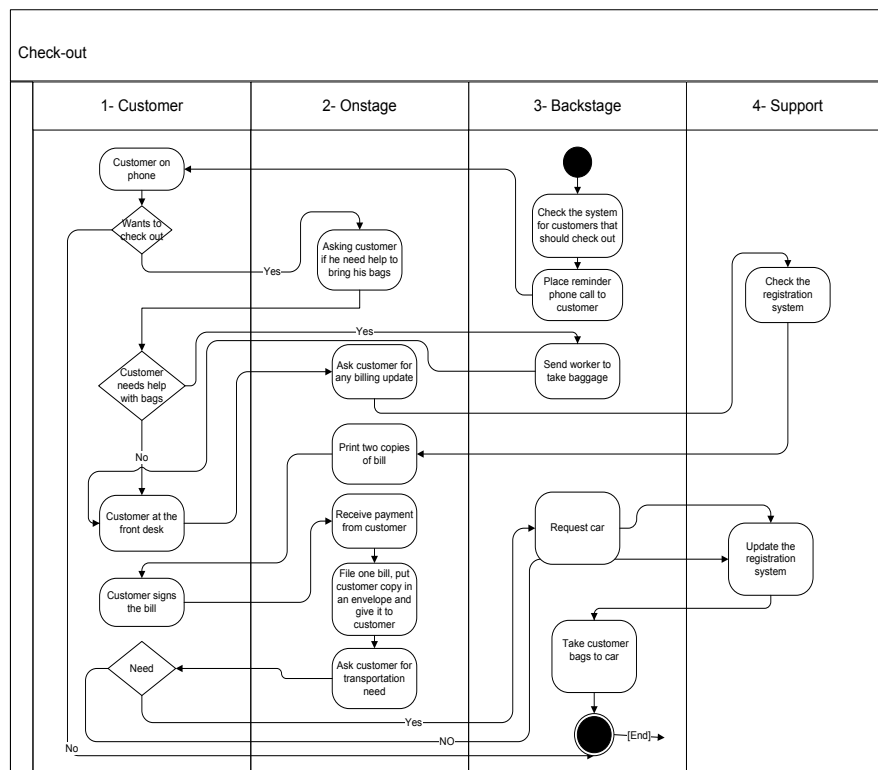 Check-out
1- Customer
2- Onstage
3- Backstage
4- Support
Customer on
phone
Wants to
check out
Yes
Asking customer
if he need help to
bring his bags
Check the system
for customers that
should check out
Place reminder
phone call to
customer
Check the
registration
system
Yes
Customer
needs help
with bags
Ask customer for
any billing update
Send worker to
take baggage
No
Print two copies
of bill
Customer at the
front desk
Receive payment
from customer
Request car
Update the
registration
system
Customer signs
the bill
File one bill, put
customer copy in
an envelope and
give it to
customer
Need
Ask customer for
transportation
need
Take customer
bags to car
Yes
NO
No
[End]